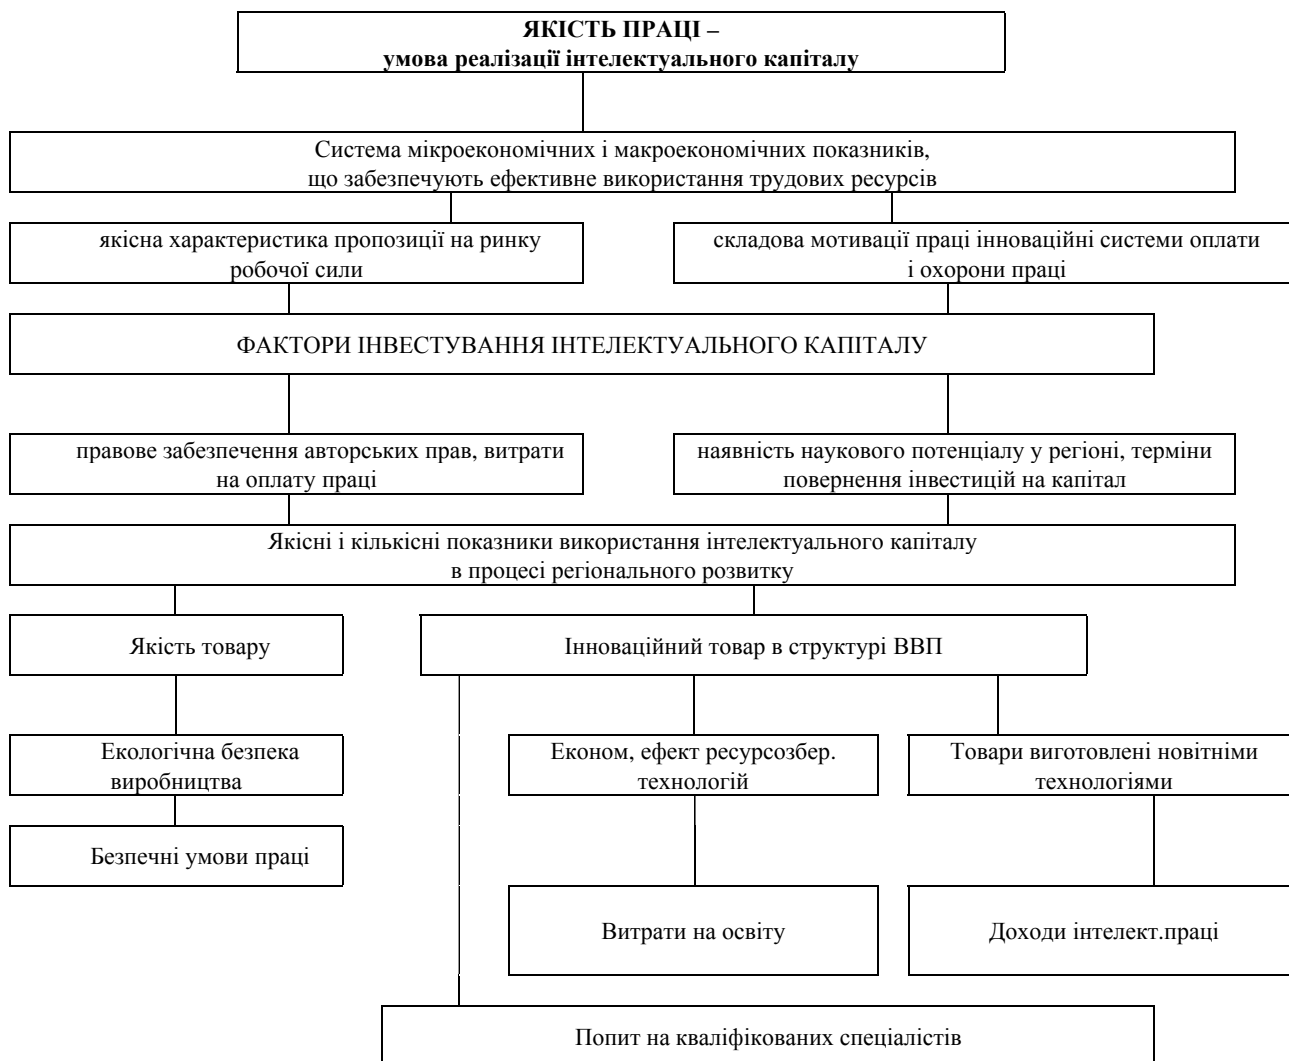 ЯКІСТЬ ПРАЦІ –
умова реалізації інтелектуального капіталу
Система мікроекономічних і макроекономічних показників,
що забезпечують ефективне використання трудових ресурсів
якісна характеристика пропозиції на ринку
робочої сили
складова мотивації праці інноваційні системи оплати
і охорони праці
ФАКТОРИ ІНВЕСТУВАННЯ ІНТЕЛЕКТУАЛЬНОГО КАПІТАЛУ
правове забезпечення авторських прав, витрати
на оплату праці
наявність наукового потенціалу у регіоні, терміни
повернення інвестицій на капітал
Якісні і кількісні показники використання інтелектуального капіталу
в процесі регіонального розвитку
Якість товару
Інноваційний товар в структурі ВВП
Екологічна безпека
виробництва
Економ, ефект ресурсозбер.
технологій
Товари виготовлені новітніми
технологіями
Безпечні умови праці
Витрати на освіту
Доходи інтелект.праці
Попит на кваліфікованих спеціалістів